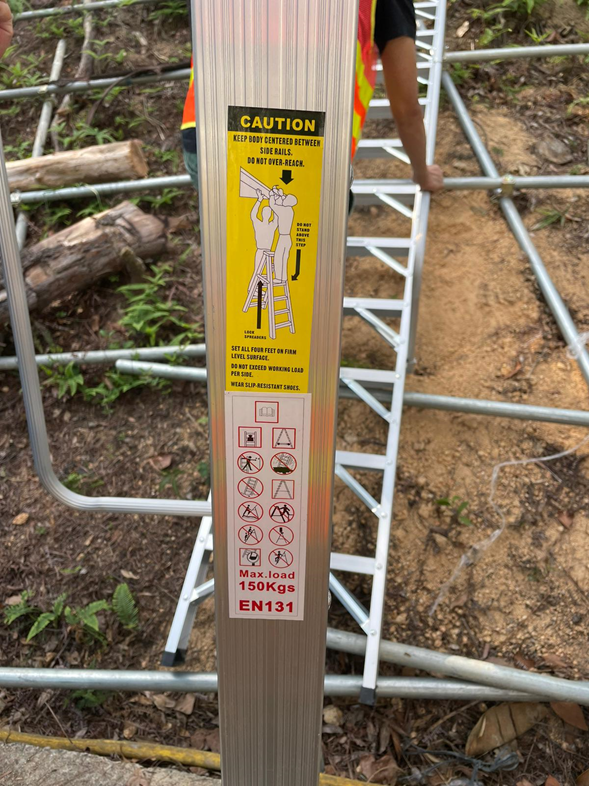 CAUTION
KEEP BODY CENTERED BETWEEN
SIDE RAILS.
DO NOT OVER-REACH.
DO NOT
STAND
ABOVE
THIS
STEP
LOCK
SPREADERS
SET ALL FOUR FEET ON FIRM
LEVEL SURFACE.
DO NOT EXCEED WORKING LOAD
PER SIDE.
WEAR SLIP-RESISTANT SHOES.
Max.load
150Kgs
EN131